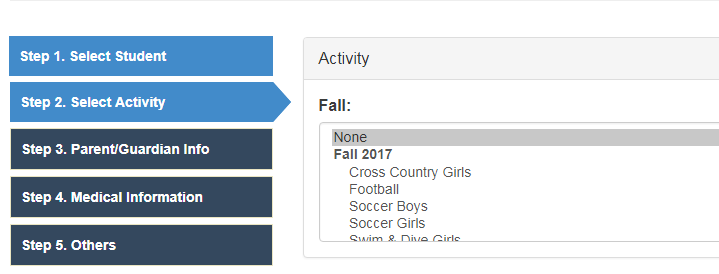 Step 1. Select Student
Step 2. Select Activity
Step 3. Parent/Guardian Info
Step 4. Medical Information
Step 5. Others
Activity
Fall:
None
Fall 2017
Cross Country Girls
Football
Soccer Boys
Soccer Girls
Swim & Dive Girls